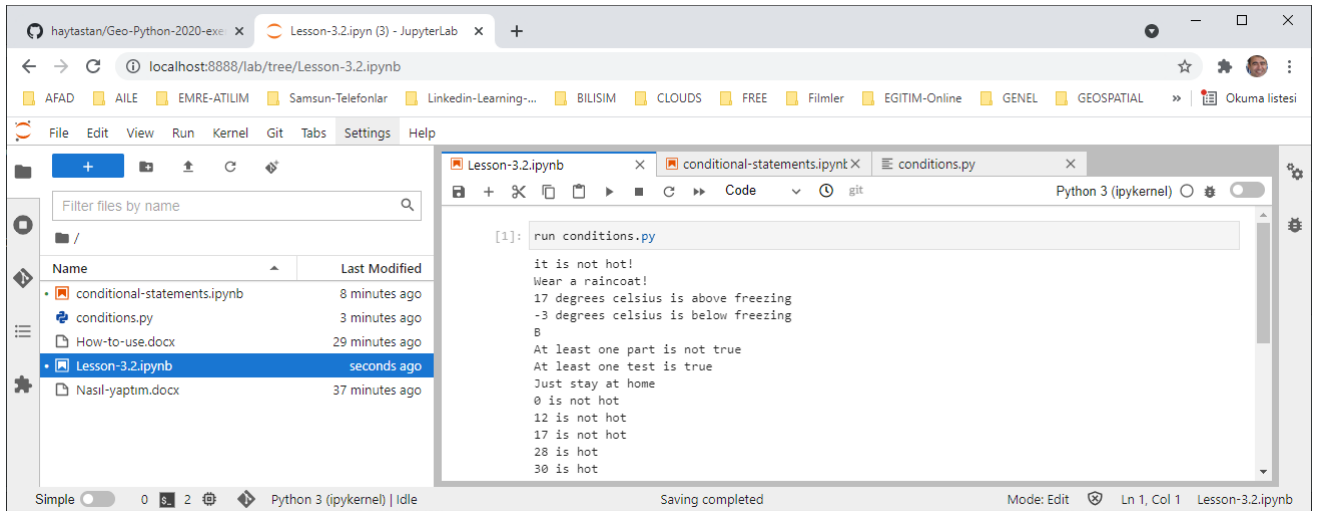 haytastan/Geo-Python-2020-exe
Lesson-3.2.ipyn (3) - JupyterLab
localhost:8888/lab/tree/Lesson-3.2.ipynb
AFAD AILE EMRE-ATILIM Samsun-Telefonlar Linkedin-Learning-... BILISIM CLOUDS FREE Filmler EGITIM-Online GENEL GEOSPATIAL » Okuma listesi
File Edit View Run Kernel Git Tabs Settings Help
Filter files by name
/
Name Last Modified
conditional-statements.ipynb 8 minutes ago
conditions.py 3 minutes ago
How-to-use.docx 29 minutes ago
Lesson-3.2.ipynb seconds ago
Nasıl-yaptım.docx 37 minutes ago
Lesson-3.2.ipynb conditional-statements.ipynb conditions.py
Code git Python 3 (ipykernel)
[1]: run conditions.py
it is not hot!
Wear a raincoat!
17 degrees celsius is above freezing
-3 degrees celsius is below freezing
B
At least one part is not true
At least one test is true
Just stay at home
0 is not hot
12 is not hot
17 is not hot
28 is hot
30 is hot
Simple 0 2 Python 3 (ipykernel) | Idle Saving completed Mode: Edit Ln 1, Col 1 Lesson-3.2.ipynb